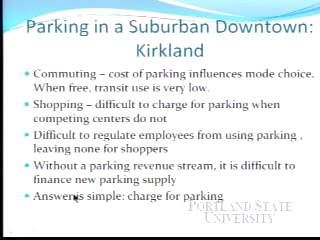 Parking in a Suburban Downtown:
Kirkland
Commuting – cost of parking influences mode choice.
When free, transit use is very low.
Shopping – difficult to charge for parking when
competing centers do not
Difficult to regulate employees from using parking ,
leaving none for shoppers
Without a parking revenue stream, it is difficult to
finance new parking supply
Answer is simple: charge for parking
PORTLAND STATE
UNIVERSITY